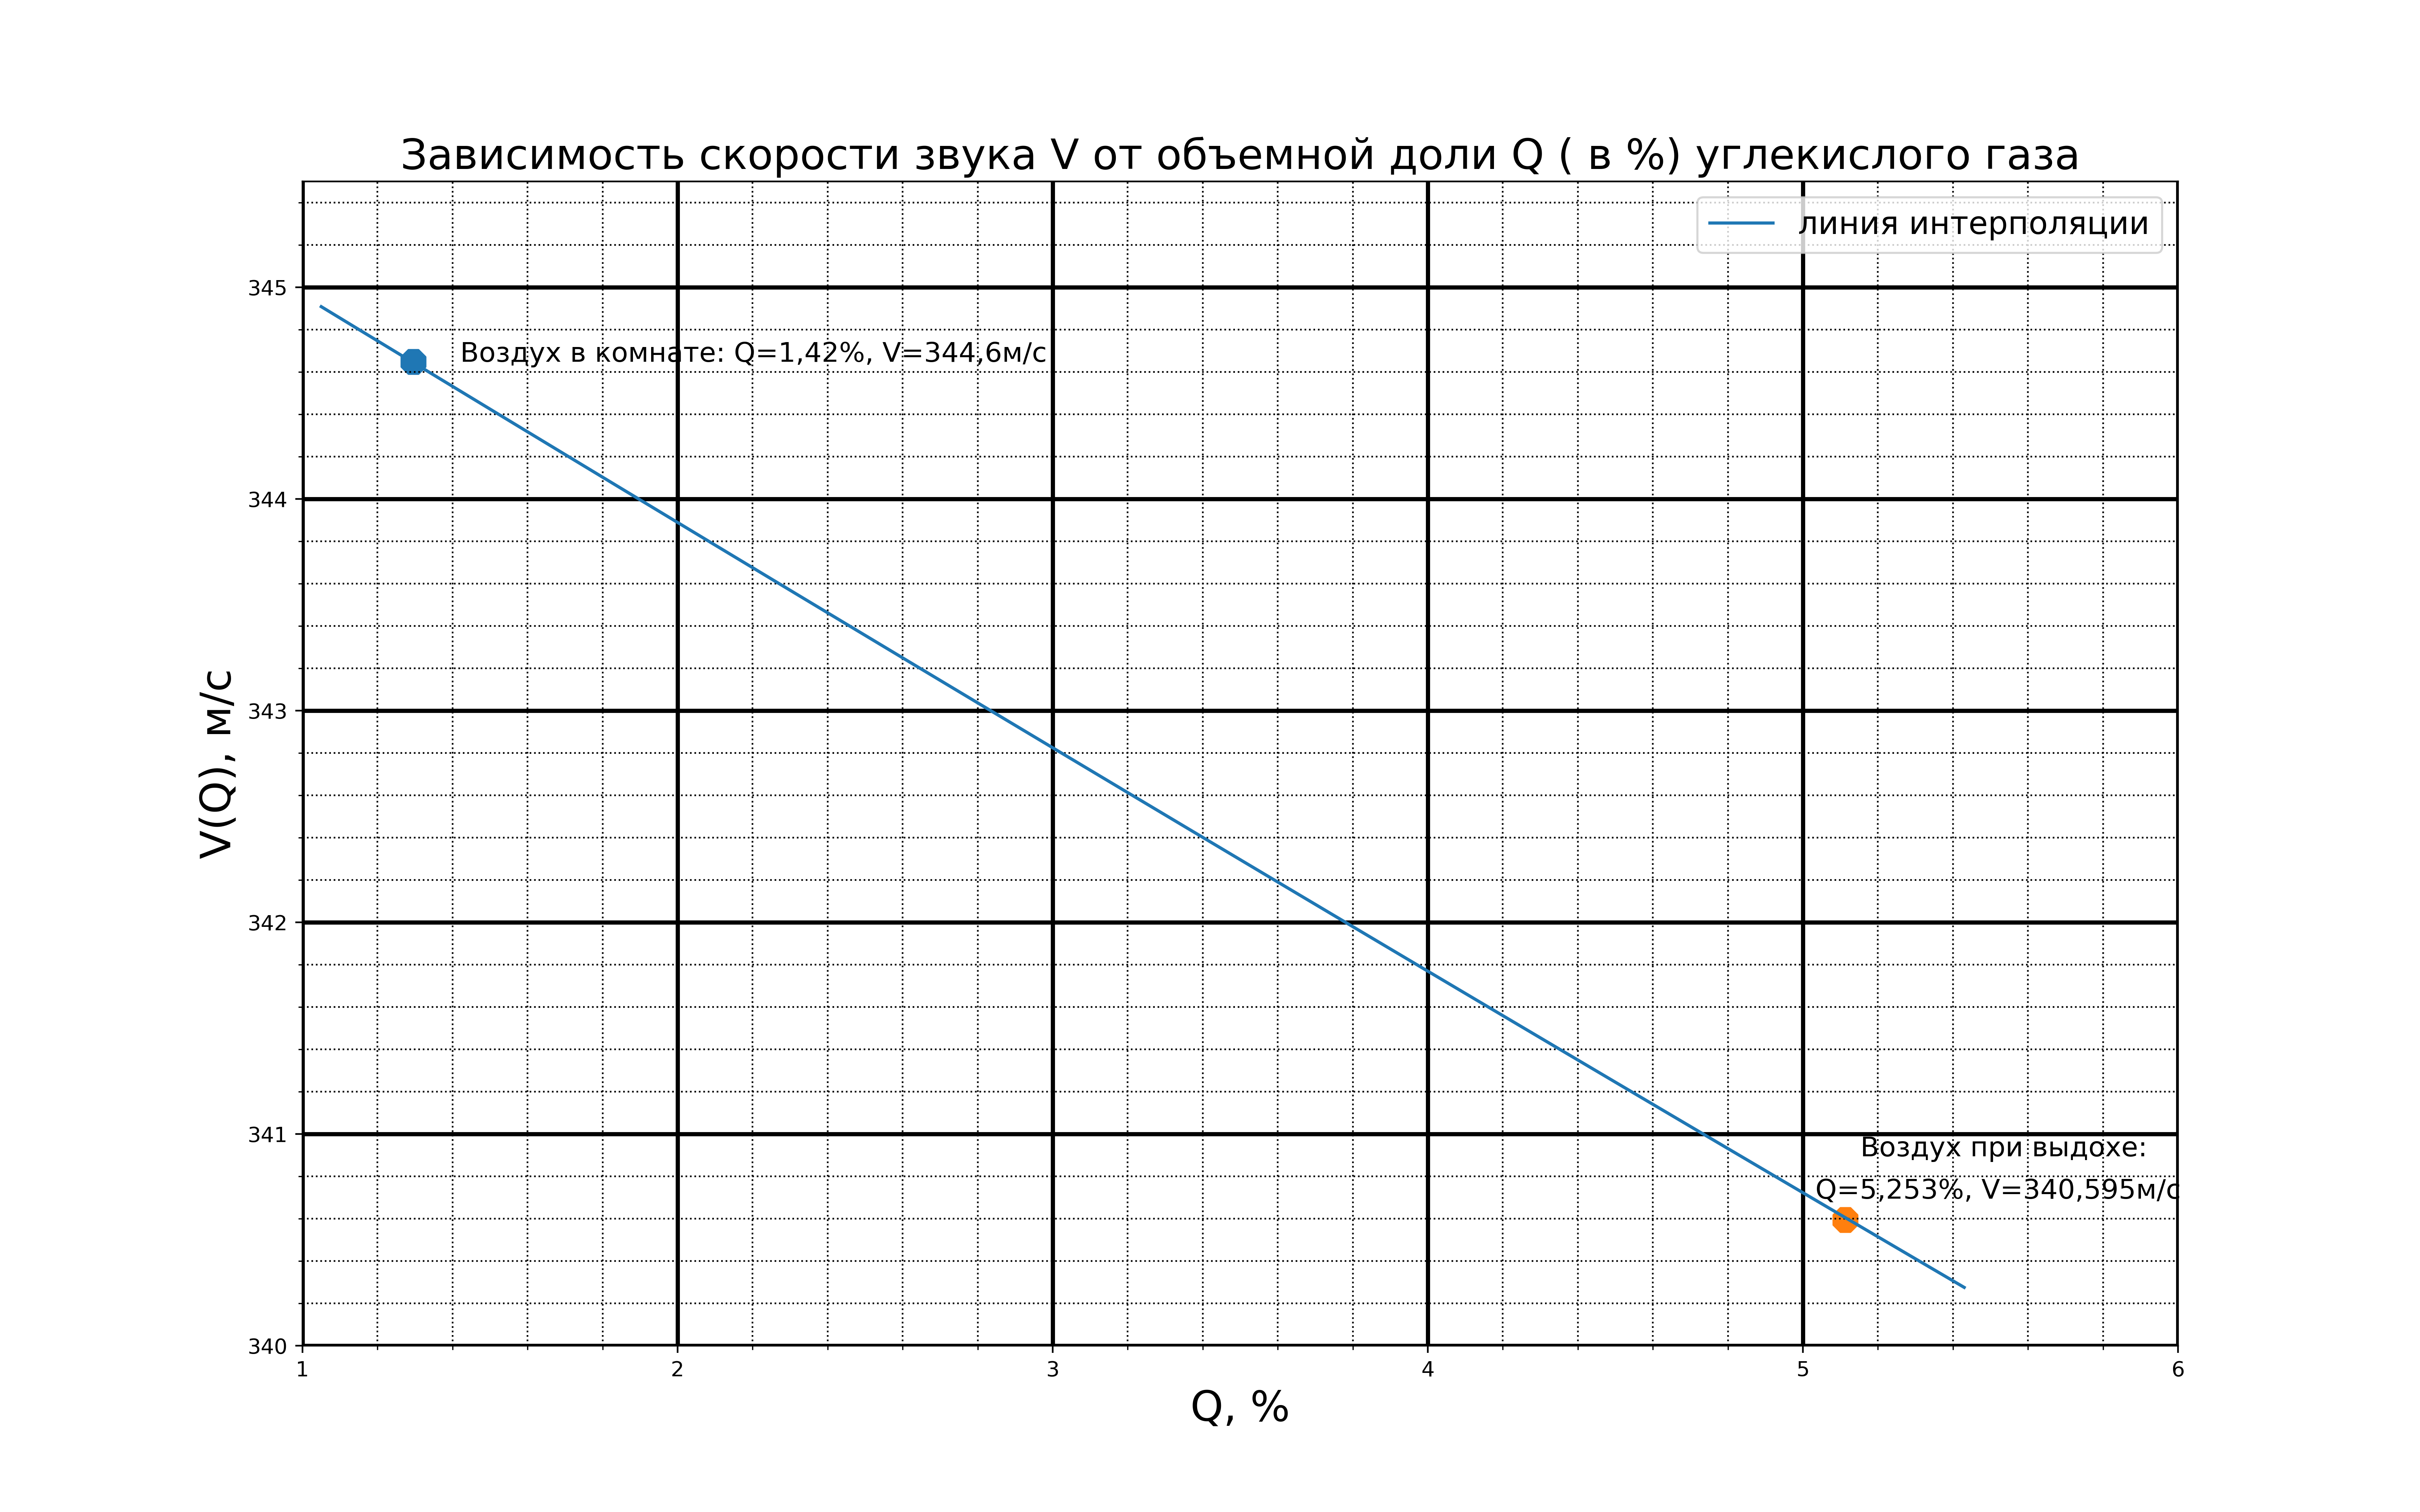 Зависимость скорости звука V от объемной доли Q ( в %) углекислого газа
линия интерполяции
345
Воздух в комнате: Q=1,42%, V=344,6м/с
344
V(Q), м/с
343
342
341
Воздух при выдохе:
Q=5,253%, V=340,595м/с
340
1 2 3 4 5 6
Q, %